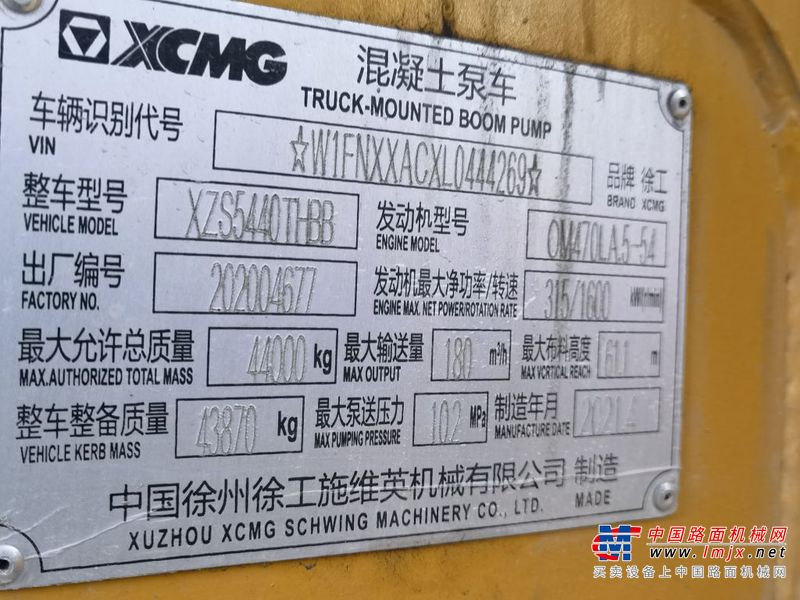 XCMG 混凝土泵车
TRUCK-MOUNTED BOOM PUMP
车辆识别代号 ☆W1FNXXACXL0444269☆ 品牌 徐工
VIN BRAND XCMG
整车型号 XZS5440THBB 发动机型号 OM470LA.5-54
VEHICLE MODEL ENGINE MODEL
出厂编号 202004677 发动机最大净功率/转速 315/1600 kW/(r/min)
FACTORY NO. ENGINE MAX. NET POWER/ROTATION RATE
最大允许总质量 44000 kg 最大输送量 180 m³/h 最大布料高度 61.1 m
MAX.AUTHORIZED TOTAL MASS MAX OUTPUT MAX VORTICAL REACH
整车整备质量 43870 kg 最大泵送压力 10.2 MPa 制造年月 2021.4
VEHICLE KERB MASS MAX PUMPING PRESSURE MANUFACTURE DATE
中国徐州徐工施维英机械有限公司 制造
XUZHOU XCMG SCHWING MACHINERY CO., LTD. MADE
中国路面机械网
www.lmjx.net
买卖设备上中国路面机械网